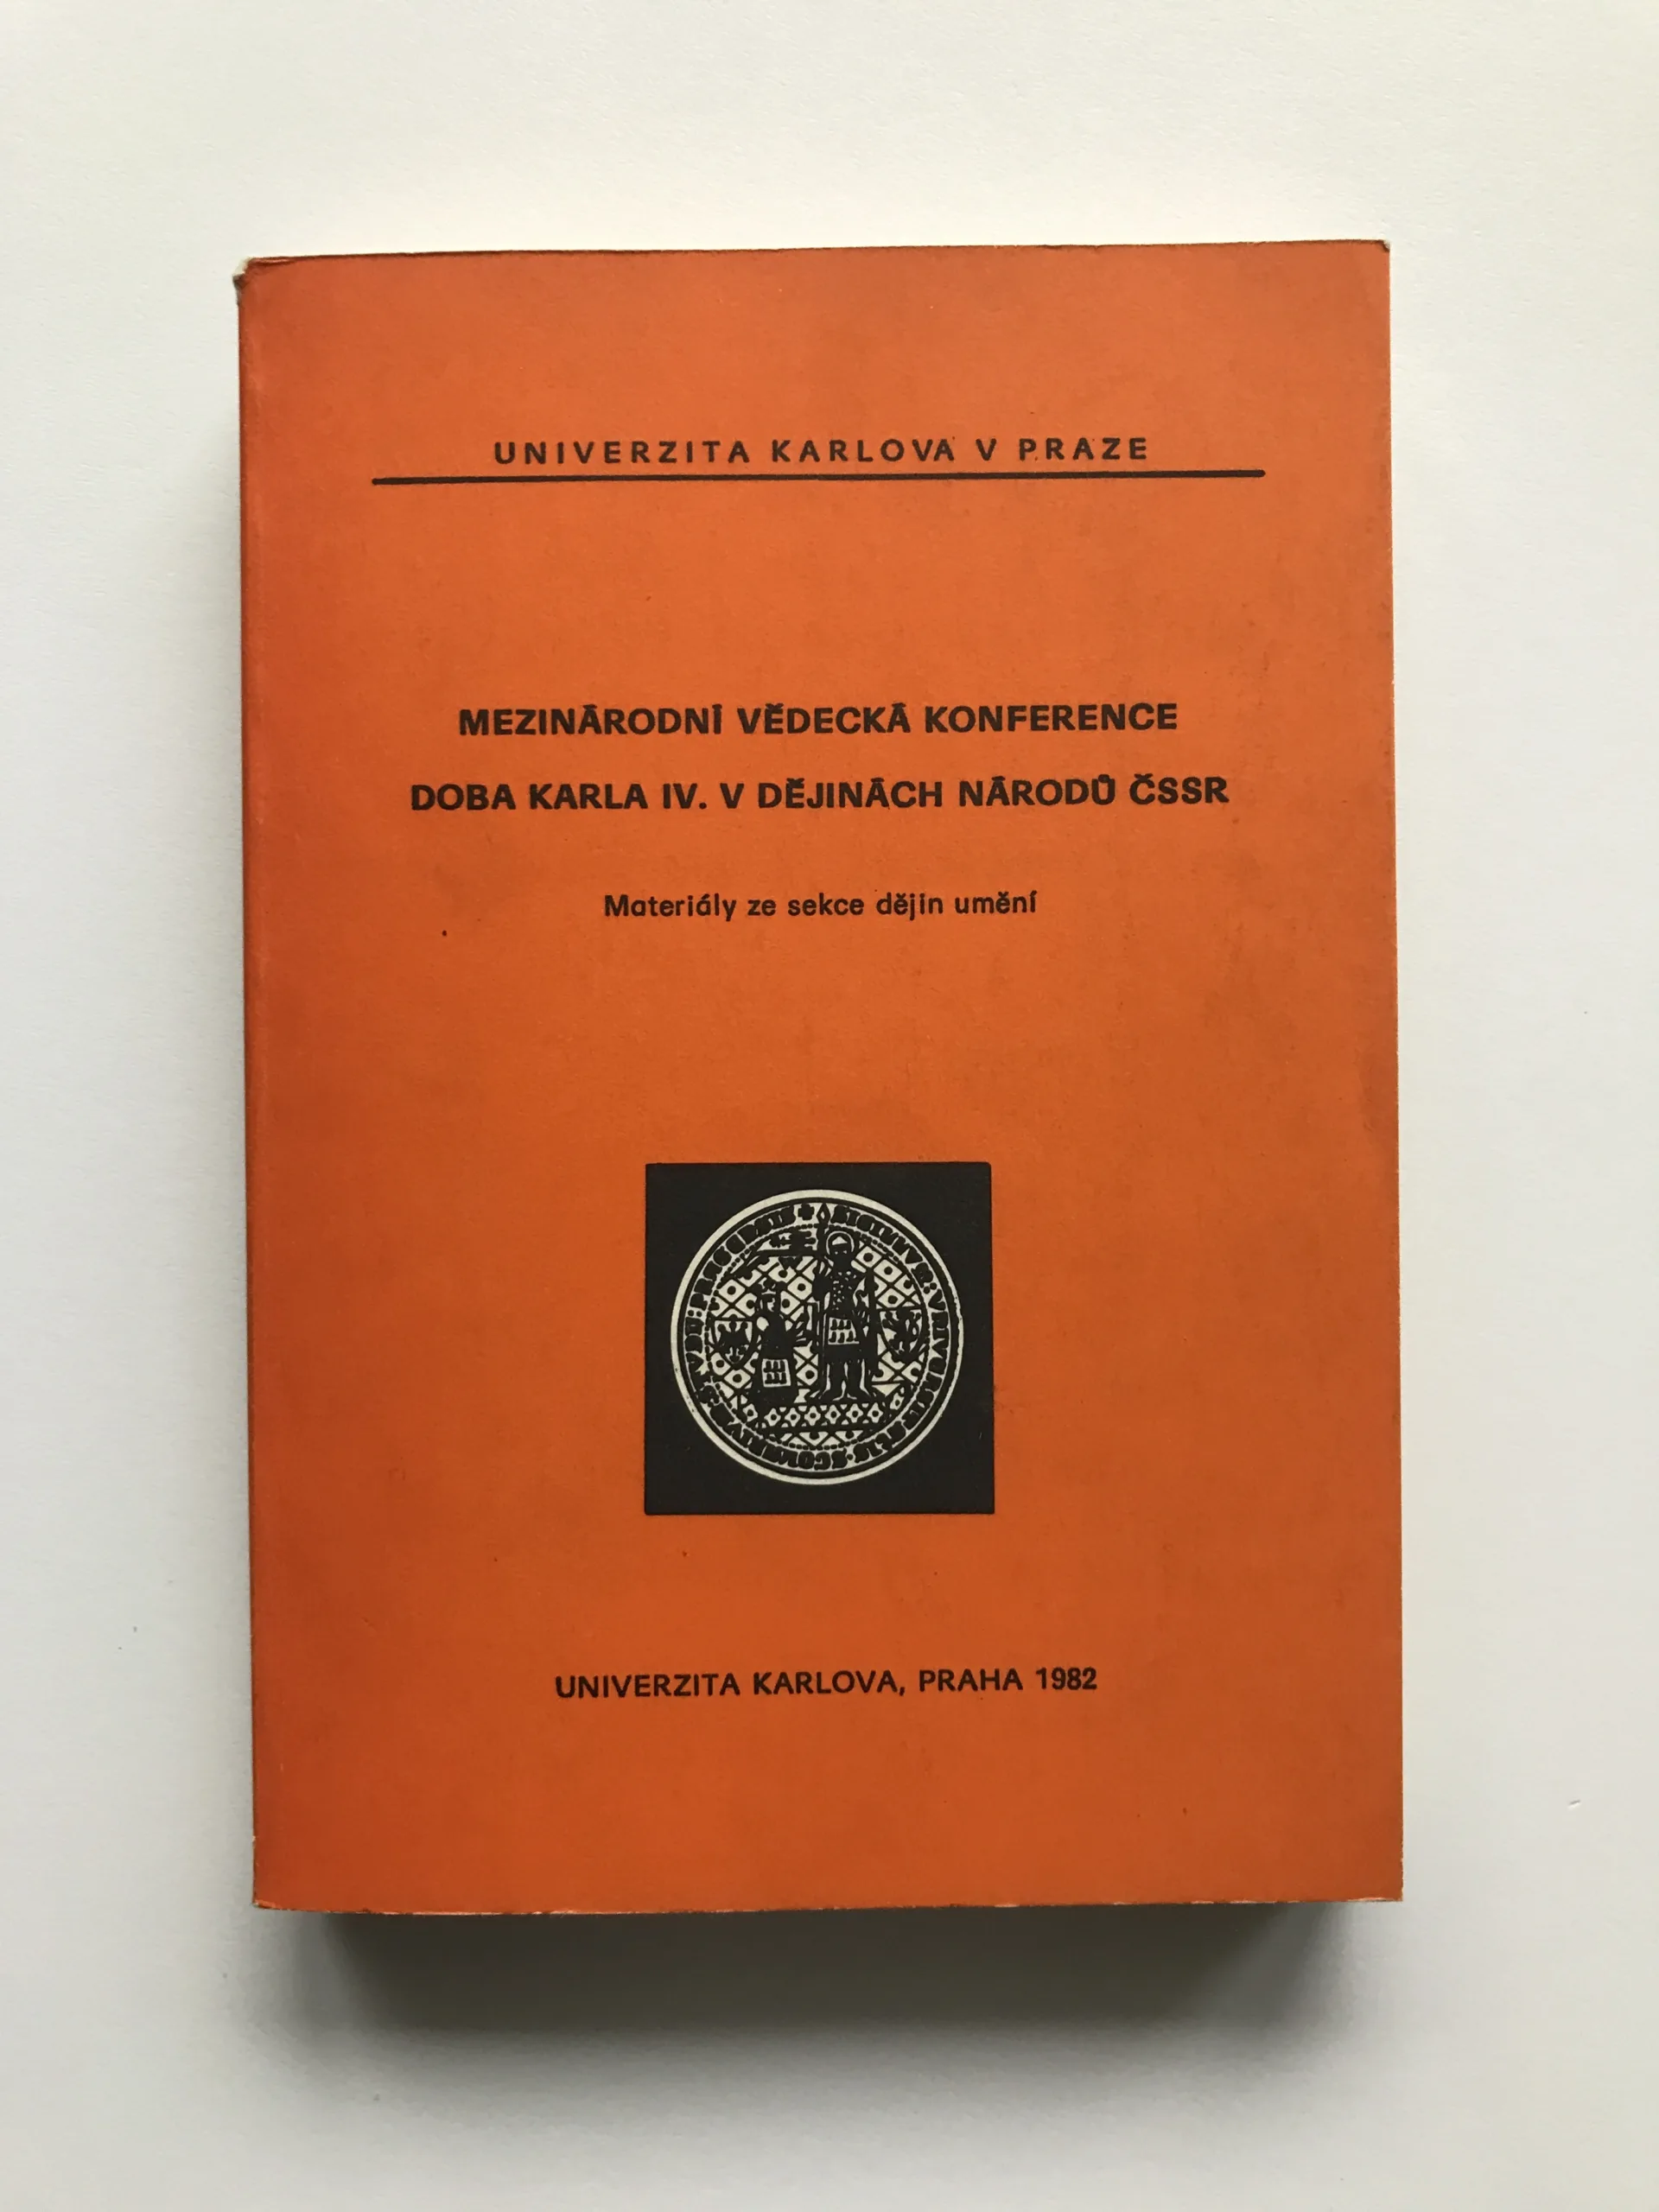 UNIVERZITA KARLOVA V PRAZE
MEZINÁRODNÍ VĚDECKÁ KONFERENCE
DOBA KARLA IV. V DĚJINÁCH NÁRODŮ ČSSR
Materiály ze sekce dějin umění
UNIVERZITA KARLOVA, PRAHA 1982